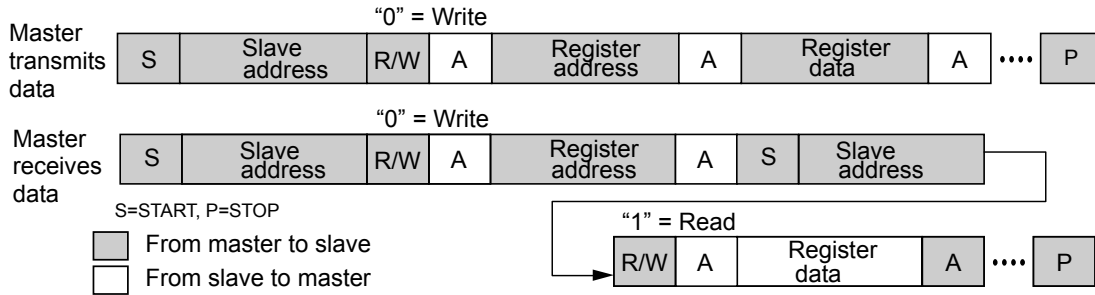 “0” = Write
Master transmits data
S Slave address R/W A Register address A Register data A •••• P
“0” = Write
Master receives data
S Slave address R/W A Register address A S Slave address
S=START, P=STOP
“1” = Read
From master to slave
R/W A Register data A •••• P
From slave to master